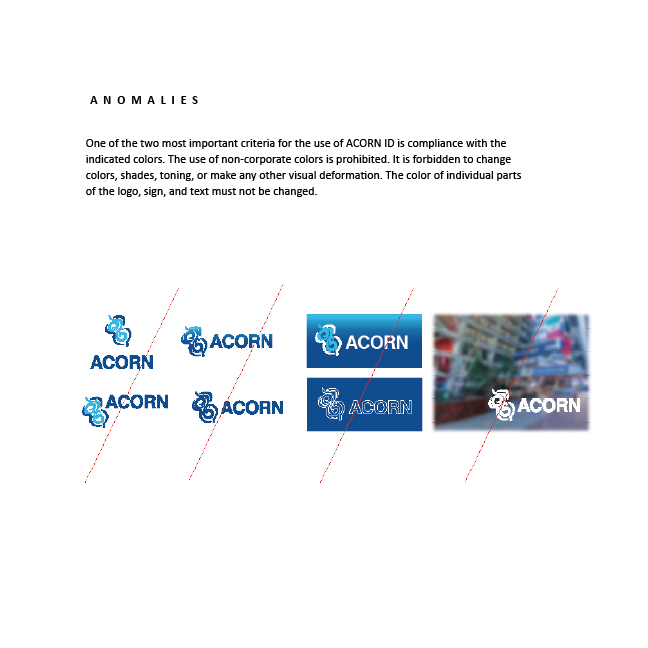 ANOMALIES
One of the two most important criteria for the use of ACORN ID is compliance with the
indicated colors. The use of non-corporate colors is prohibited. It is forbidden to change
colors, shades, toning, or make any other visual deformation. The color of individual parts
of the logo, sign, and text must not be changed.
ACORN
ACORN
ACORN
ACORN
ACORN
ACORN
ACORN